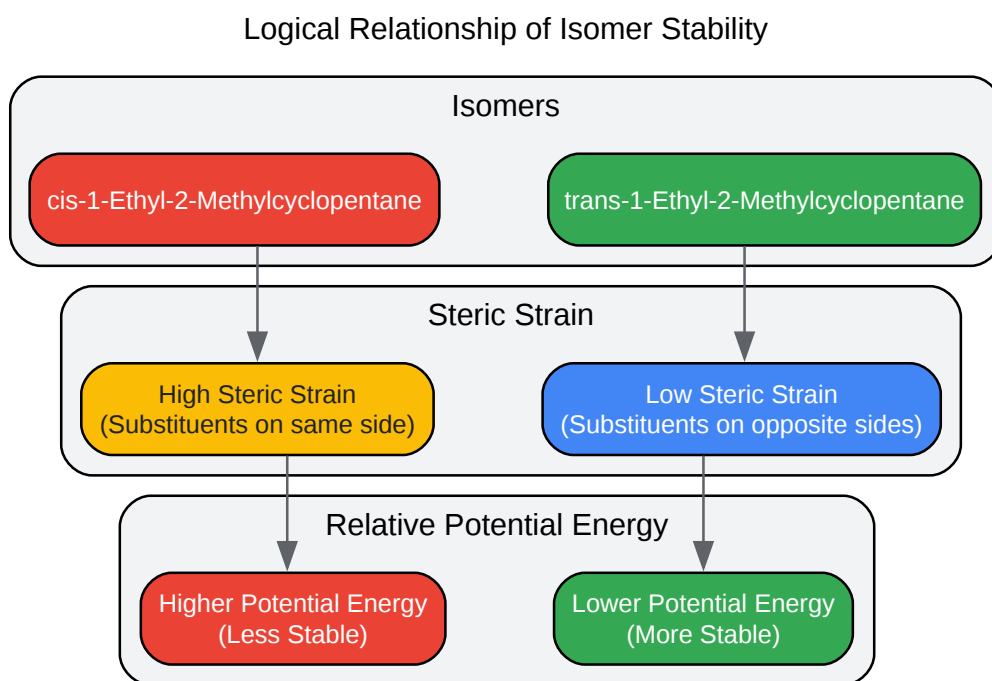 Logical Relationship of Isomer Stability
Isomers
cis-1-Ethyl-2-Methylcyclopentane
trans-1-Ethyl-2-Methylcyclopentane
Steric Strain
High Steric Strain
(Substituents on same side)
Low Steric Strain
(Substituents on opposite sides)
Relative Potential Energy
Higher Potential Energy
(Less Stable)
Lower Potential Energy
(More Stable)